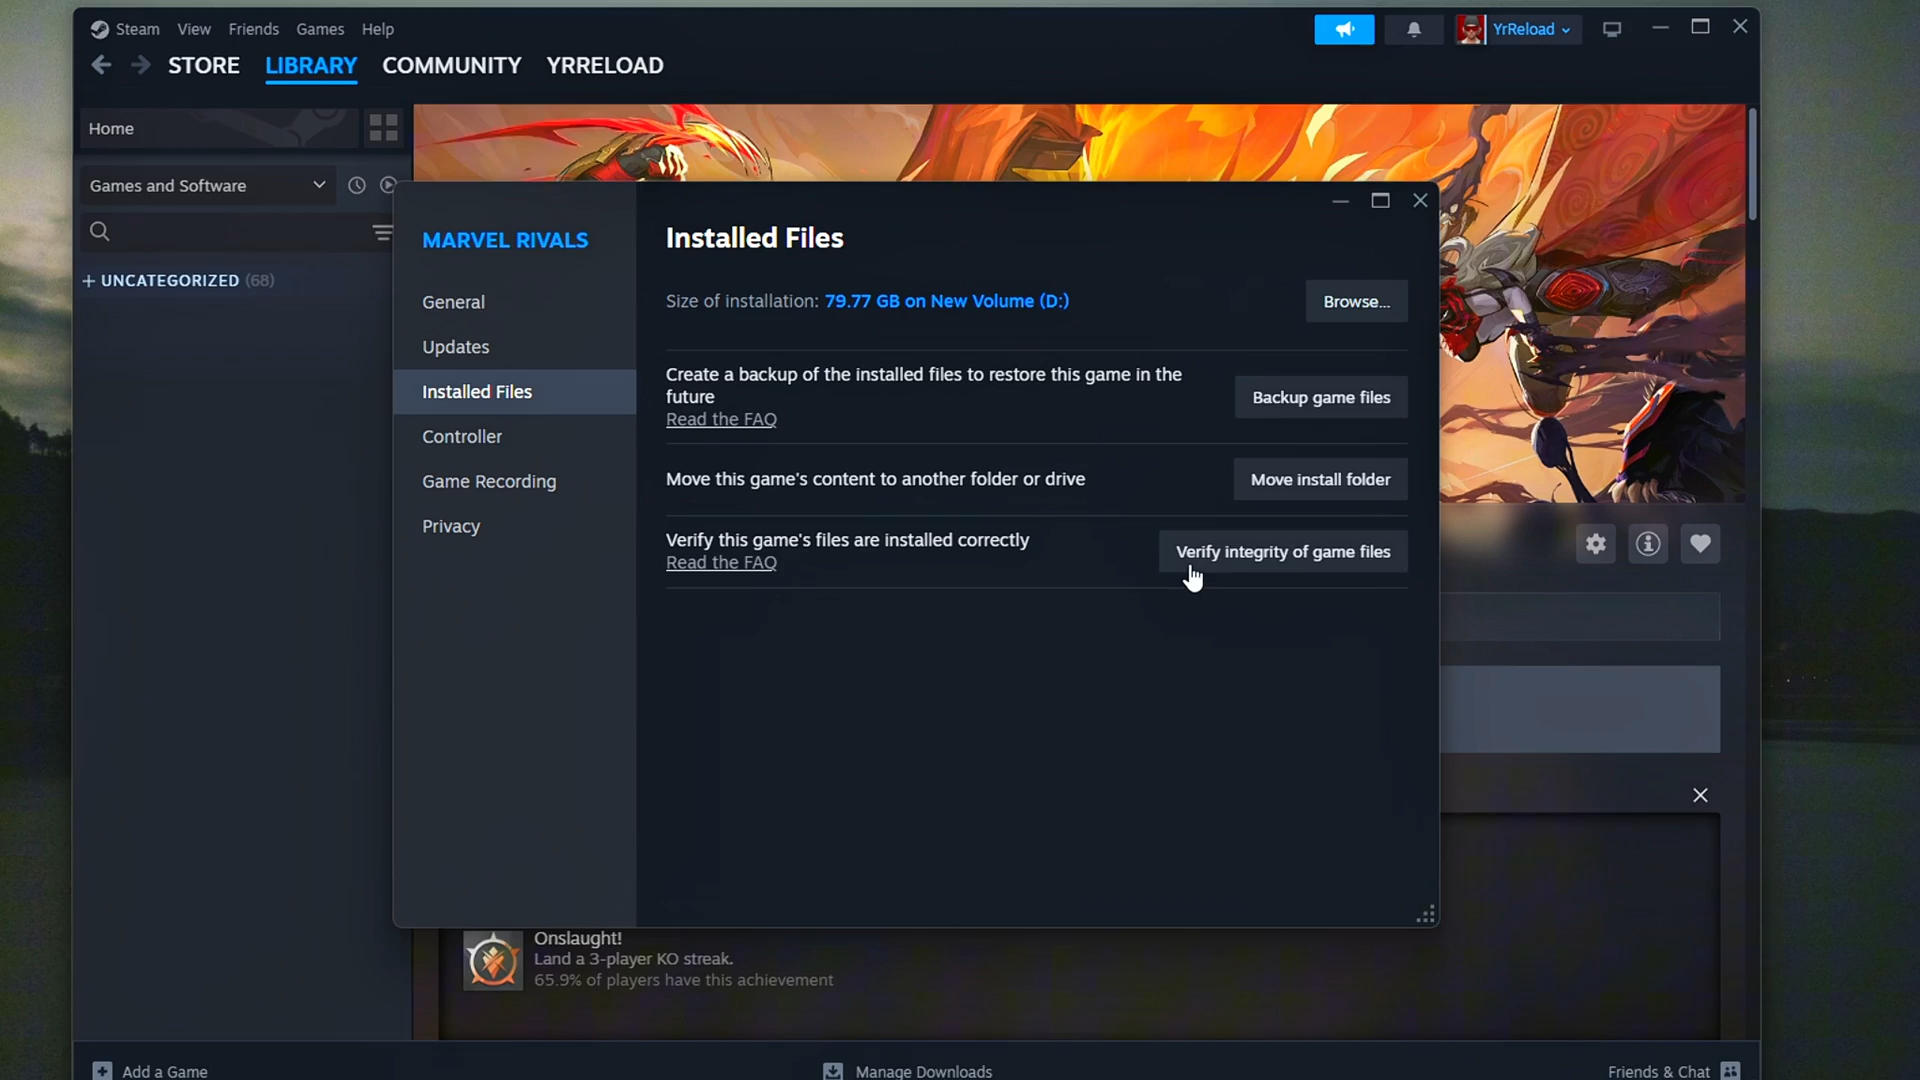 Steam View Friends Games Help
YrReload
STORE LIBRARY COMMUNITY YRRELOAD
Home
Games and Software
+ UNCATEGORIZED (68)
MARVEL RIVALS
General
Updates
Installed Files
Controller
Game Recording
Privacy
Installed Files
Size of installation: 79.77 GB on New Volume (D:)
Browse...
Create a backup of the installed files to restore this game in the
future
Read the FAQ
Backup game files
Move this game's content to another folder or drive
Move install folder
Verify this game's files are installed correctly
Read the FAQ
Verify integrity of game files
Onslaught!
Land a 3-player KO streak.
65.9% of players have this achievement
Add a Game
Manage Downloads
Friends & Chat